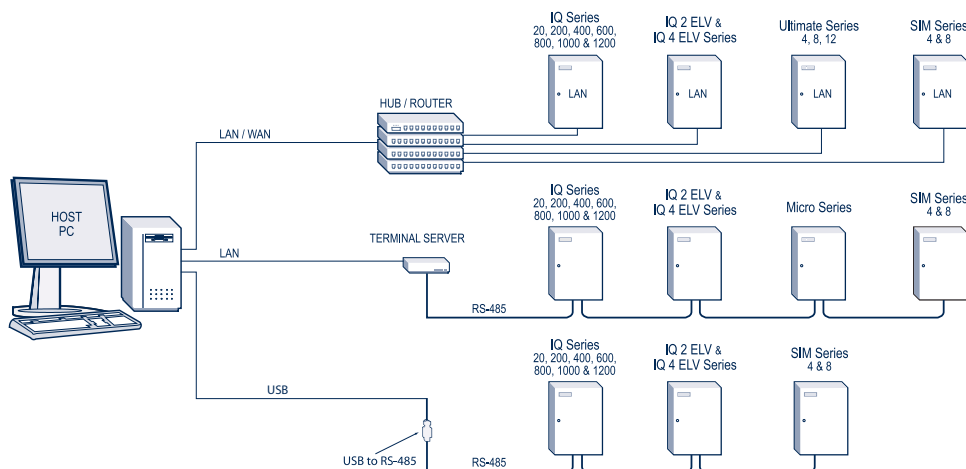 IQ Series
20, 200, 400, 600,
800, 1000 & 1200
IQ 2 ELV &
IQ 4 ELV Series
Ultimate Series
4, 8, 12
SIM Series
4 & 8
LAN
LAN
LAN
LAN
HUB / ROUTER
LAN / WAN
HOST
PC
IQ Series
20, 200, 400, 600,
800, 1000 & 1200
IQ 2 ELV &
IQ 4 ELV Series
Micro Series
SIM Series
4 & 8
LAN
TERMINAL SERVER
RS-485
IQ Series
20, 200, 400, 600,
800, 1000 & 1200
IQ 2 ELV &
IQ 4 ELV Series
SIM Series
4 & 8
USB
USB to RS-485
RS-485